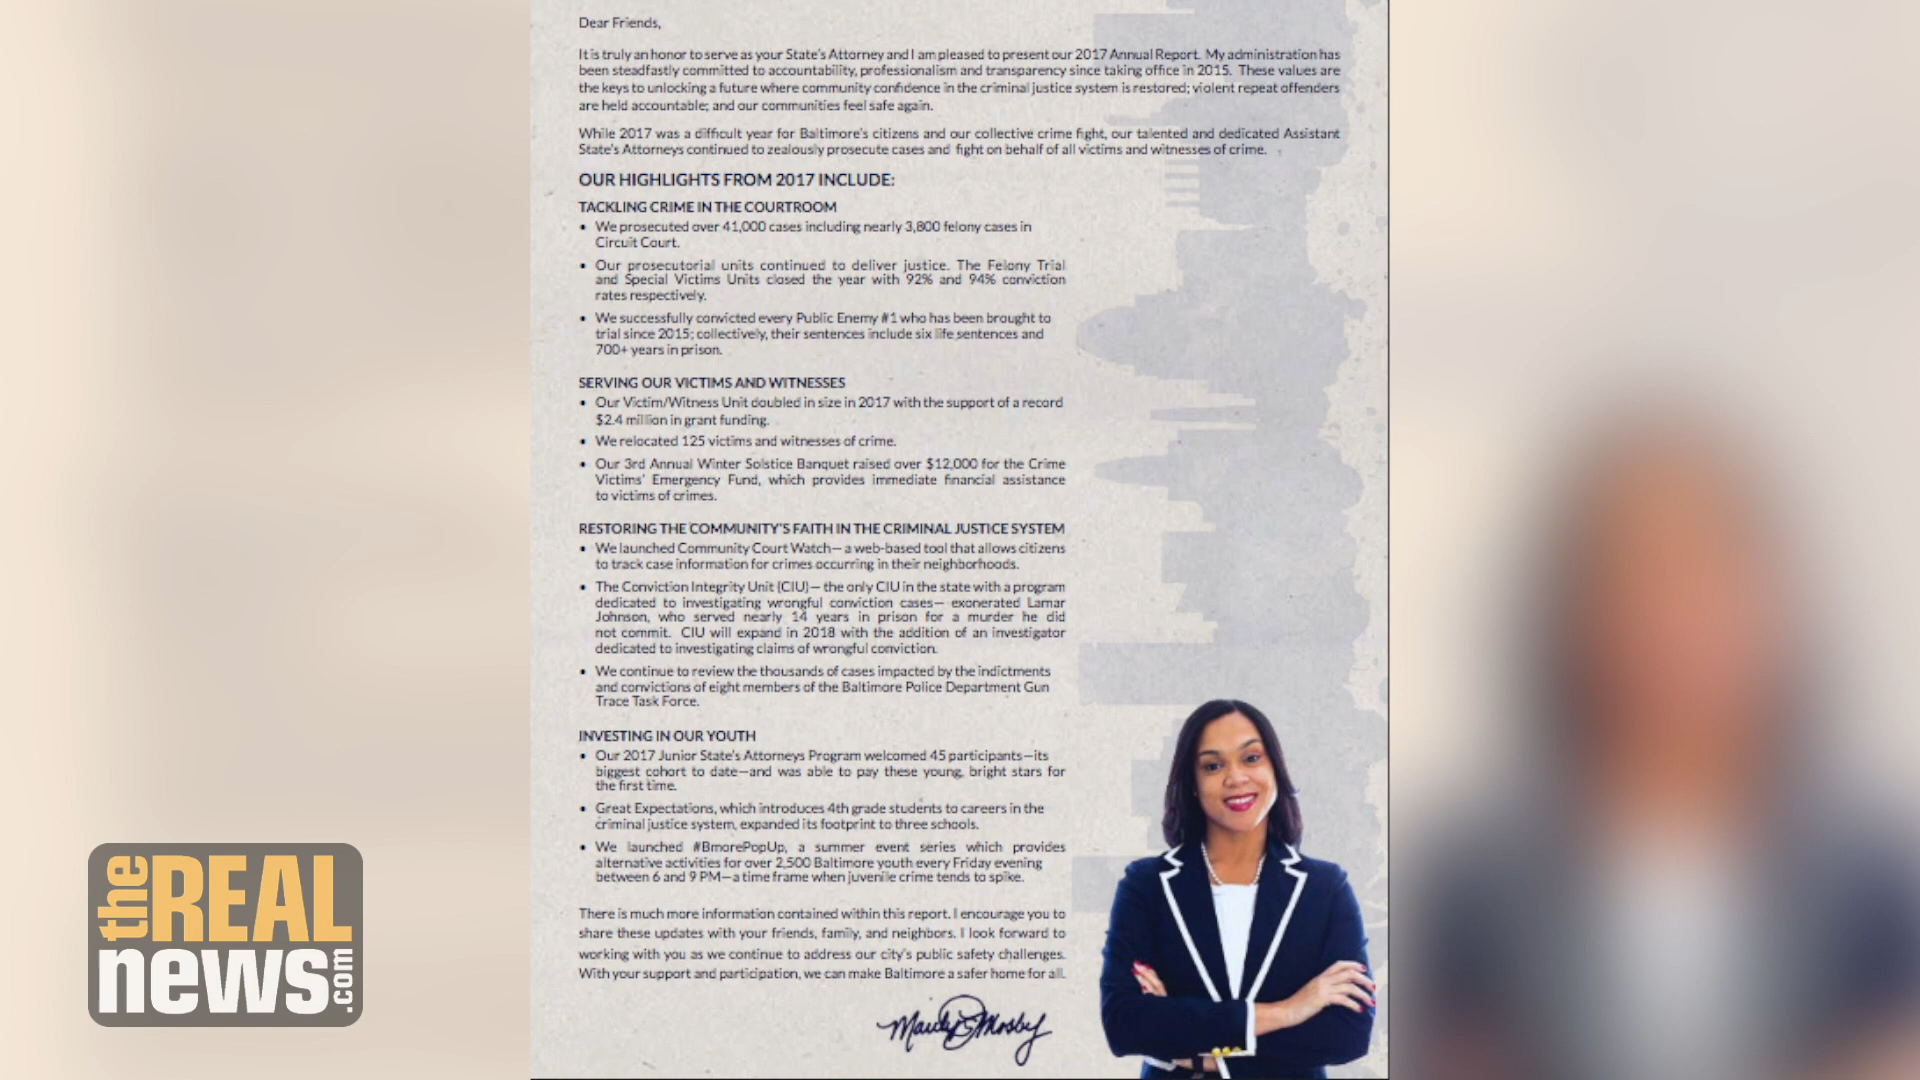 Dear Friends,
It is truly an honor to serve as your State's Attorney and I am pleased to present our 2017 Annual Report. My administration has
been steadfastly committed to accountability, professionalism and transparency since taking office in 2015. These values are
the keys to unlocking a future where community confidence in the criminal justice system is restored; violent repeat offenders
are held accountable; and our communities feel safe again.
While 2017 was a difficult year for Baltimore's citizens and our collective crime fight, our talented and dedicated Assistant
State's Attorneys continued to zealously prosecute cases and fight on behalf of all victims and witnesses of crime.
OUR HIGHLIGHTS FROM 2017 INCLUDE:
TACKLING CRIME IN THE COURTROOM
• We prosecuted over 41,000 cases including nearly 3,800 felony cases in
Circuit Court.
• Our prosecutorial units continued to deliver justice. The Felony Trial
and Special Victims Units closed the year with 92% and 94% conviction
rates respectively.
• We successfully convicted every Public Enemy #1 who has been brought to
trial since 2015; collectively, their sentences include six life sentences and
700+ years in prison.
SERVING OUR VICTIMS AND WITNESSES
• Our Victim/Witness Unit doubled in size in 2017 with the support of a record
$2.4 million in grant funding.
• We relocated 125 victims and witnesses of crime.
• Our 3rd Annual Winter Solstice Banquet raised over $12,000 for the Crime
Victims' Emergency Fund, which provides immediate financial assistance
to victims of crimes.
RESTORING THE COMMUNITY'S FAITH IN THE CRIMINAL JUSTICE SYSTEM
• We launched Community Court Watch— a web-based tool that allows citizens
to track case information for crimes occurring in their neighborhoods.
• The Conviction Integrity Unit (CIU)— the only CIU in the state with a program
dedicated to investigating wrongful conviction cases— exonerated Lamar
Johnson, who served nearly 14 years in prison for a murder he did
not commit. CIU will expand in 2018 with the addition of an investigator
dedicated to investigating claims of wrongful conviction.
• We continue to review the thousands of cases impacted by the indictments
and convictions of eight members of the Baltimore Police Department Gun
Trace Task Force.
INVESTING IN OUR YOUTH
• Our 2017 Junior State's Attorneys Program welcomed 45 participants—its
biggest cohort to date—and was able to pay these young, bright stars for
the first time.
• Great Expectations, which introduces 4th grade students to careers in the
criminal justice system, expanded its footprint to three schools.
• We launched #BmorePopUp, a summer event series which provides
alternative activities for over 2,500 Baltimore youth every Friday evening
between 6 and 9 PM—a time frame when juvenile crime tends to spike.
There is much more information contained within this report. I encourage you to
share these updates with your friends, family, and neighbors. I look forward to
working with you as we continue to address our city's public safety challenges.
With your support and participation, we can make Baltimore a safer home for all.
Marilyn Mosby
the REAL
news.com